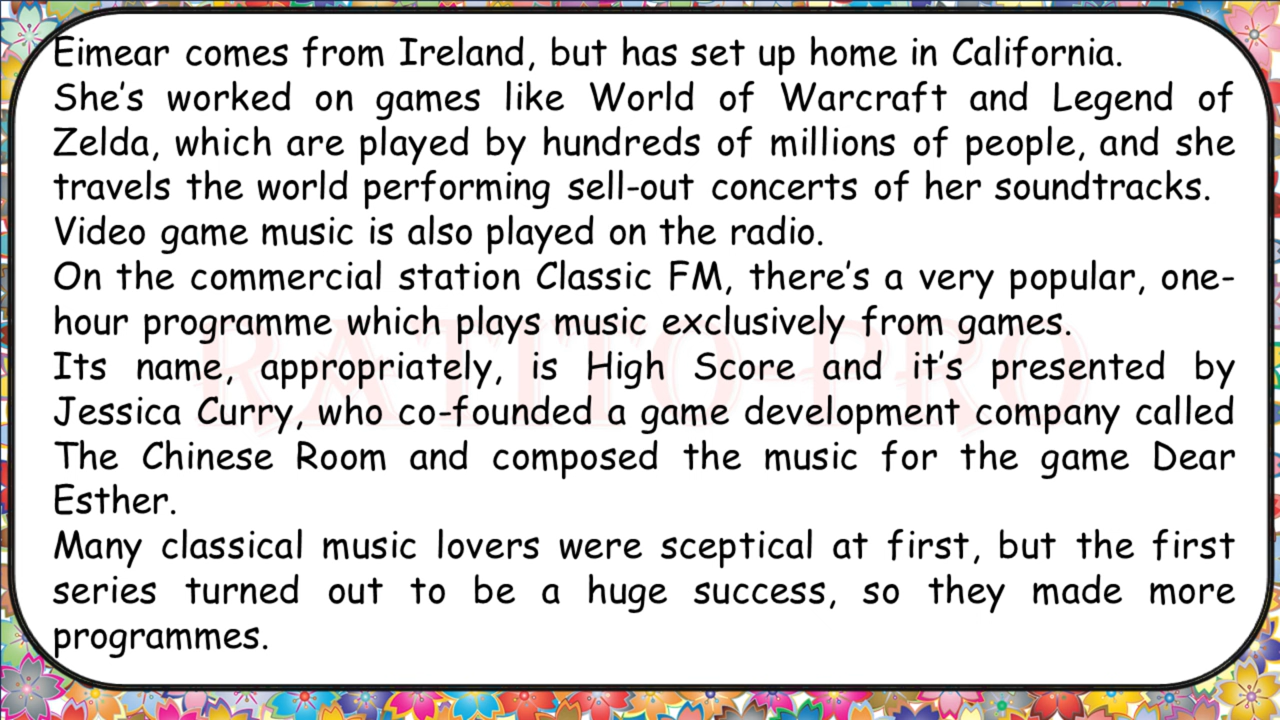 Eimear comes from Ireland, but has set up home in California.
She's worked on games like World of Warcraft and Legend of
Zelda, which are played by hundreds of millions of people, and she
travels the world performing sell-out concerts of her soundtracks.
Video game music is also played on the radio.
On the commercial station Classic FM, there's a very popular, one-
hour programme which plays music exclusively from games.
Its name, appropriately, is High Score and it's presented by
Jessica Curry, who co-founded a game development company called
The Chinese Room and composed the music for the game Dear
Esther.
Many classical music lovers were sceptical at first, but the first
series turned out to be a huge success, so they made more
programmes.